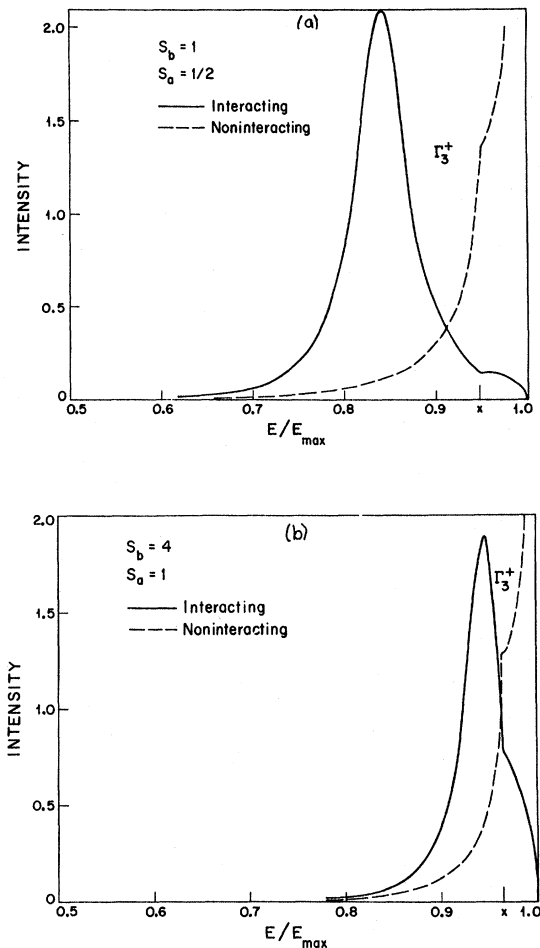 (a)
S_b = 1
S_a = 1/2
Interacting
Noninteracting
Γ₃⁺
INTENSITY
2.0
1.5
1.0
0.5
0
0.5 0.6 0.7 0.8 0.9 x 1.0
E/E_max
(b)
S_b = 4
S_a = 1
Interacting
Noninteracting
Γ₃⁺
INTENSITY
2.0
1.5
1.0
0.5
0
0.5 0.6 0.7 0.8 0.9 x 1.0
E/E_max